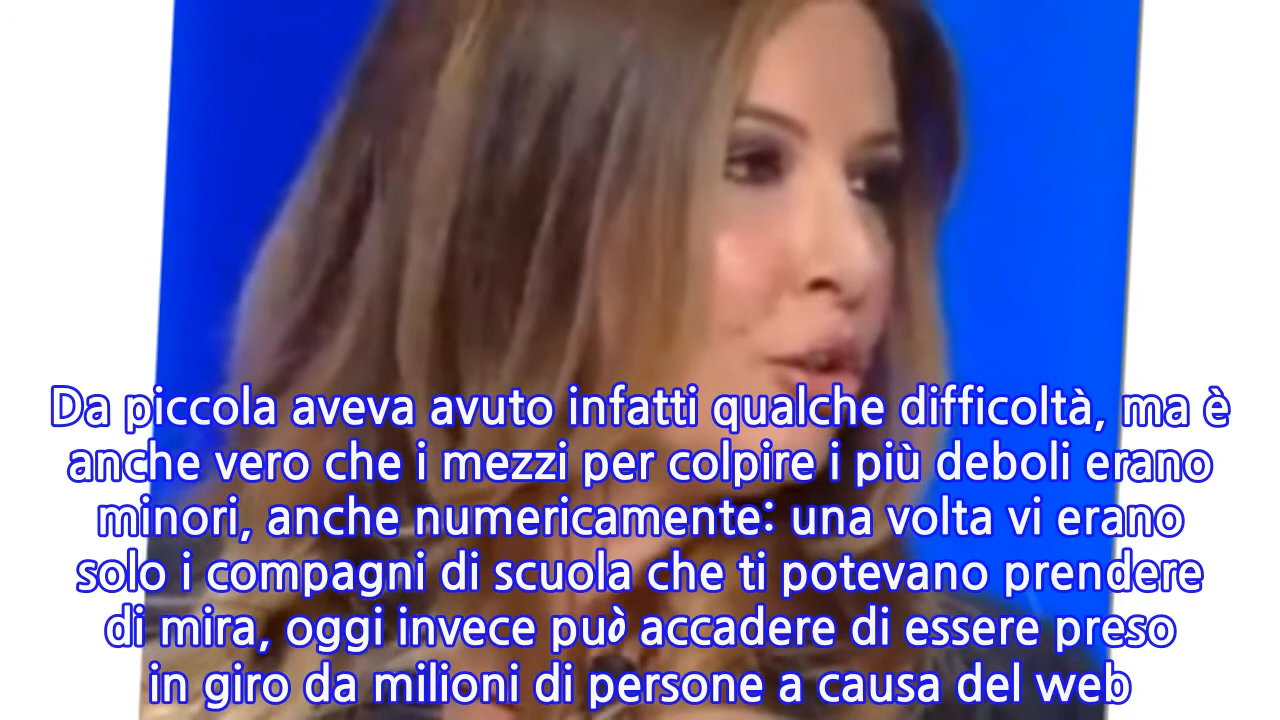 Da piccola aveva avuto infatti qualche difficoltà, ma è
anche vero che i mezzi per colpire i più deboli erano
minori, anche numericamente: una volta vi erano
solo i compagni di scuola che ti potevano prendere
di mira, oggi invece può accadere di essere preso
in giro da milioni di persone a causa del web